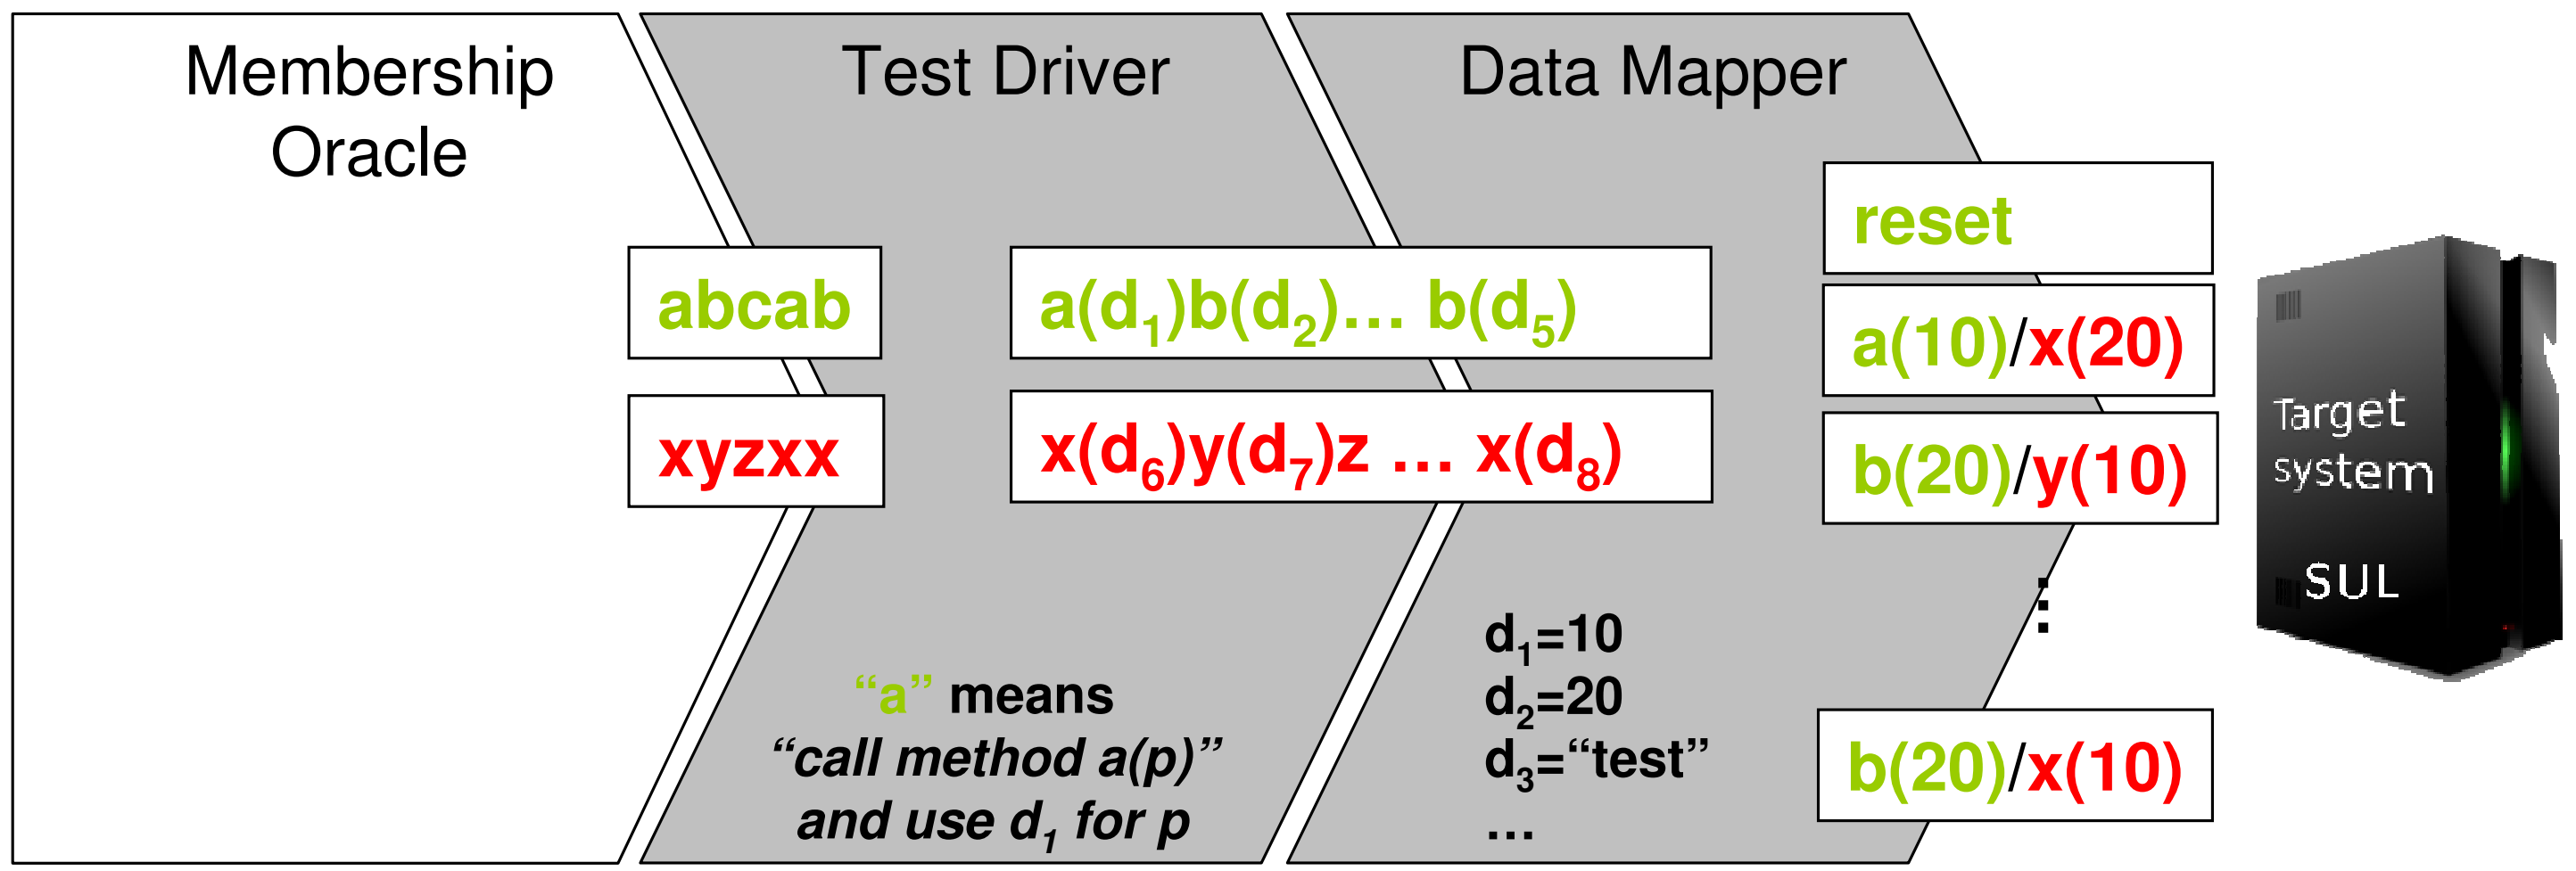 Membership
Oracle
abcab
xyzxx
Test Driver
a(d₁)b(d₂)… b(d₅)
x(d₆)y(d₇)z … x(d₈)
“a” means
“call method a(p)”
and use d₁ for p
Data Mapper
d₁=10
d₂=20
d₃=“test”
…
reset
a(10)/x(20)
b(20)/y(10)
⋮
b(20)/x(10)
Target
system
SUL